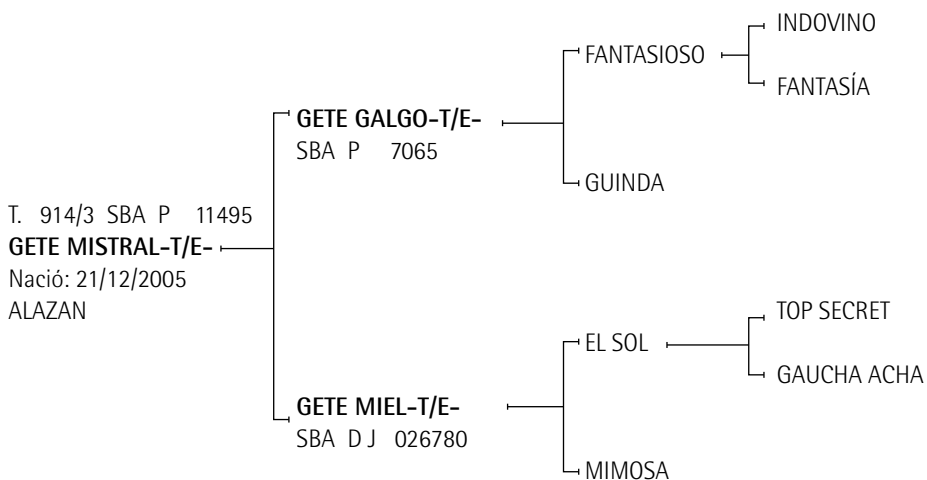 T. 914/3 SBA P 11495
GETE MISTRAL-T/E-
Nació: 21/12/2005
ALAZAN
GETE GALGO-T/E-
SBA P 7065
FANTASIOSO
INDOVINO
FANTASÍA
GUINDA
GETE MIEL-T/E-
SBA D J 026780
EL SOL
TOP SECRET
GAUCHA ACHA
MIMOSA